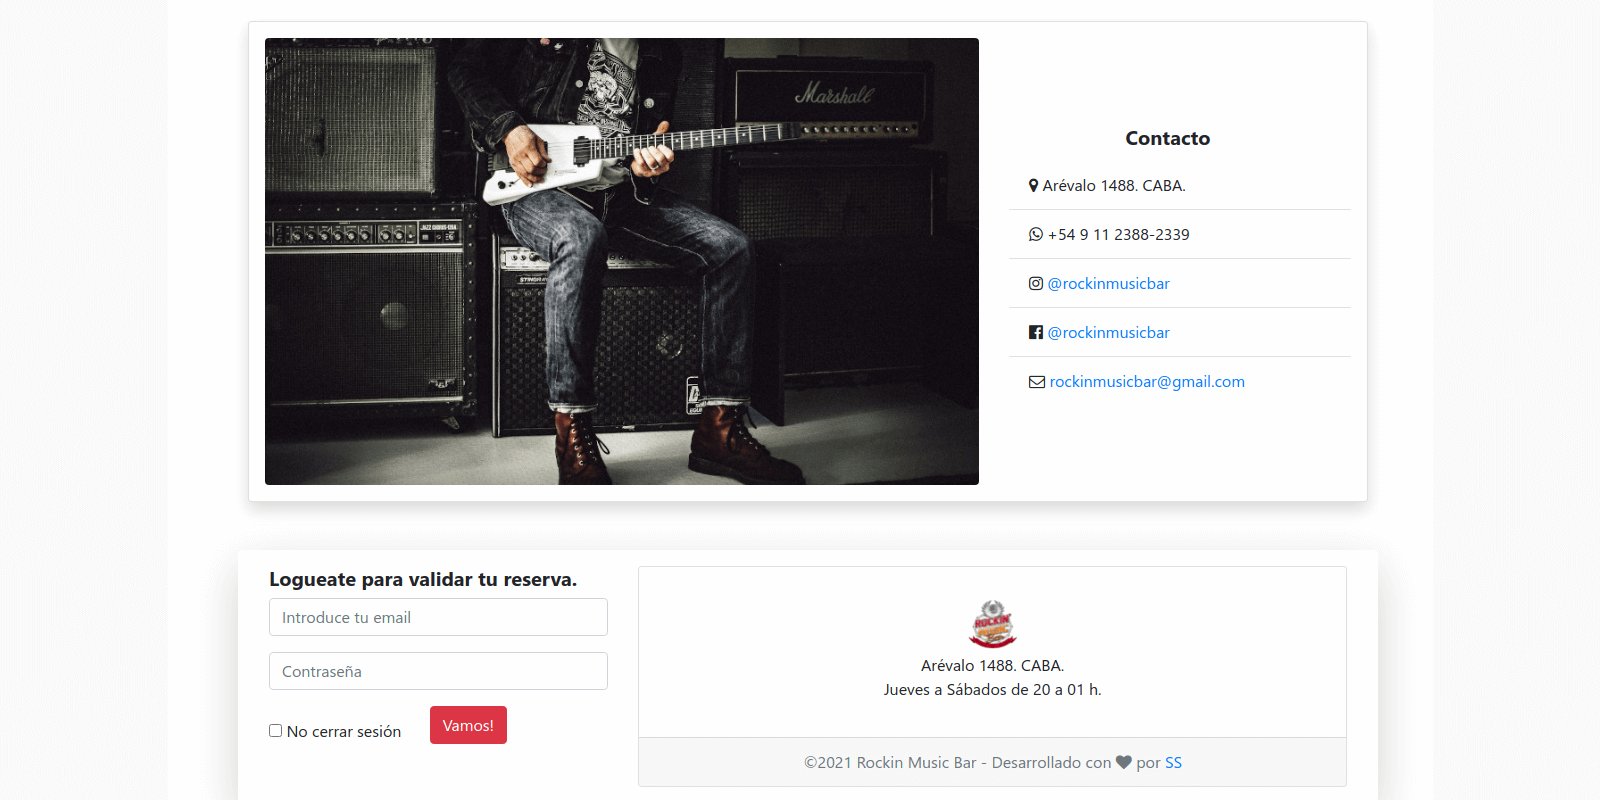 Marshall
Contacto
Arévalo 1488. CABA.
+54 9 11 2388-2339
@rockinmusicbar
@rockinmusicbar
rockinmusicbar@gmail.com
Logueate para validar tu reserva.
Introduce tu email
Contraseña
No cerrar sesión
Vamos!
ROCKIN'
Arévalo 1488. CABA.
Jueves a Sábados de 20 a 01 h.
©2021 Rockin Music Bar - Desarrollado con ♥ por SS